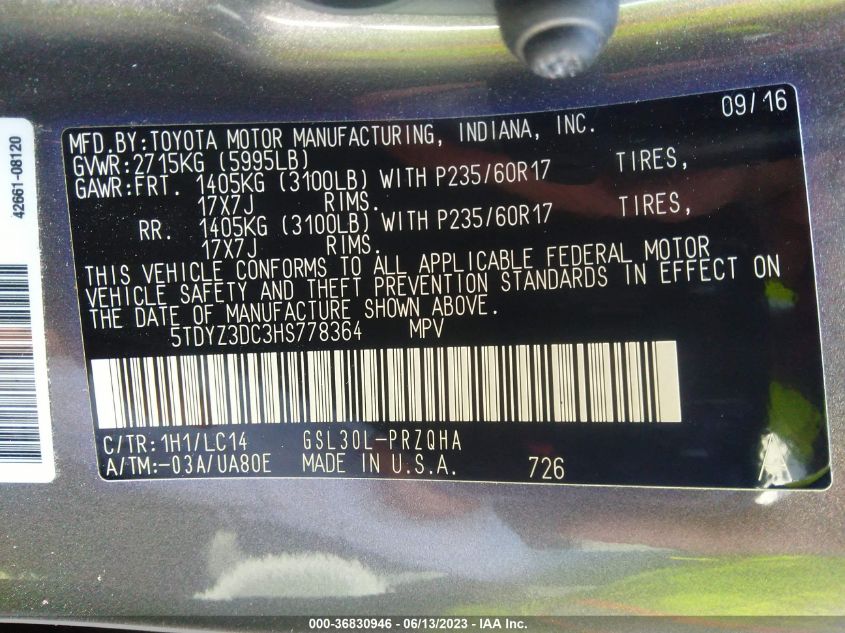 09/16
MFD.BY:TOYOTA MOTOR MANUFACTURING, INDIANA, INC.
GVWR:2715KG (5995LB)
GAWR:FRT. 1405KG (3100LB) WITH P235/60R17 TIRES,
17X7J RIMS.
RR. 1405KG (3100LB) WITH P235/60R17 TIRES,
17X7J RIMS.
THIS VEHICLE CONFORMS TO ALL APPLICABLE FEDERAL MOTOR
VEHICLE SAFETY AND THEFT PREVENTION STANDARDS IN EFFECT ON
THE DATE OF MANUFACTURE SHOWN ABOVE.
5TDYZ3DC3HS778364 MPV
C/TR:1H1/LC14 GSL30L-PRZQHA
A/TM:-03A/UA80E MADE IN U.S.A. 726
42661-08120
000-36830946 - 06/13/2023 - IAA Inc.